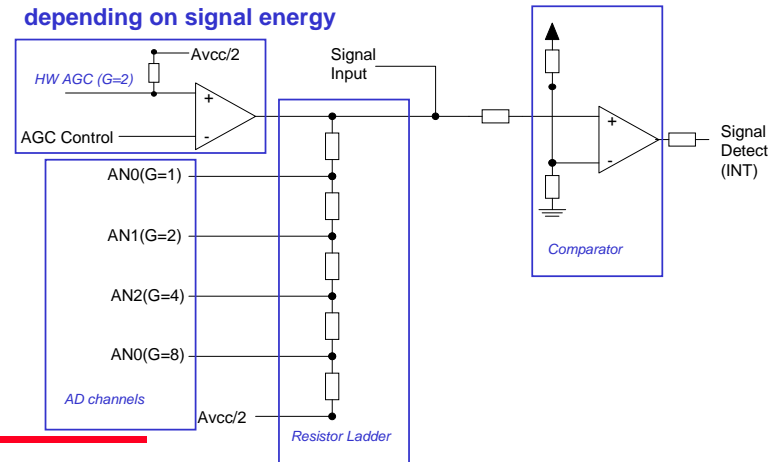 depending on signal energy
Avcc/2
HW AGC (G=2)
+
-
AGC Control
Signal
Input
AN0(G=1)
AN1(G=2)
AN2(G=4)
AN0(G=8)
AD channels
Avcc/2
Resistor Ladder
+
-
Comparator
Signal
Detect
(INT)